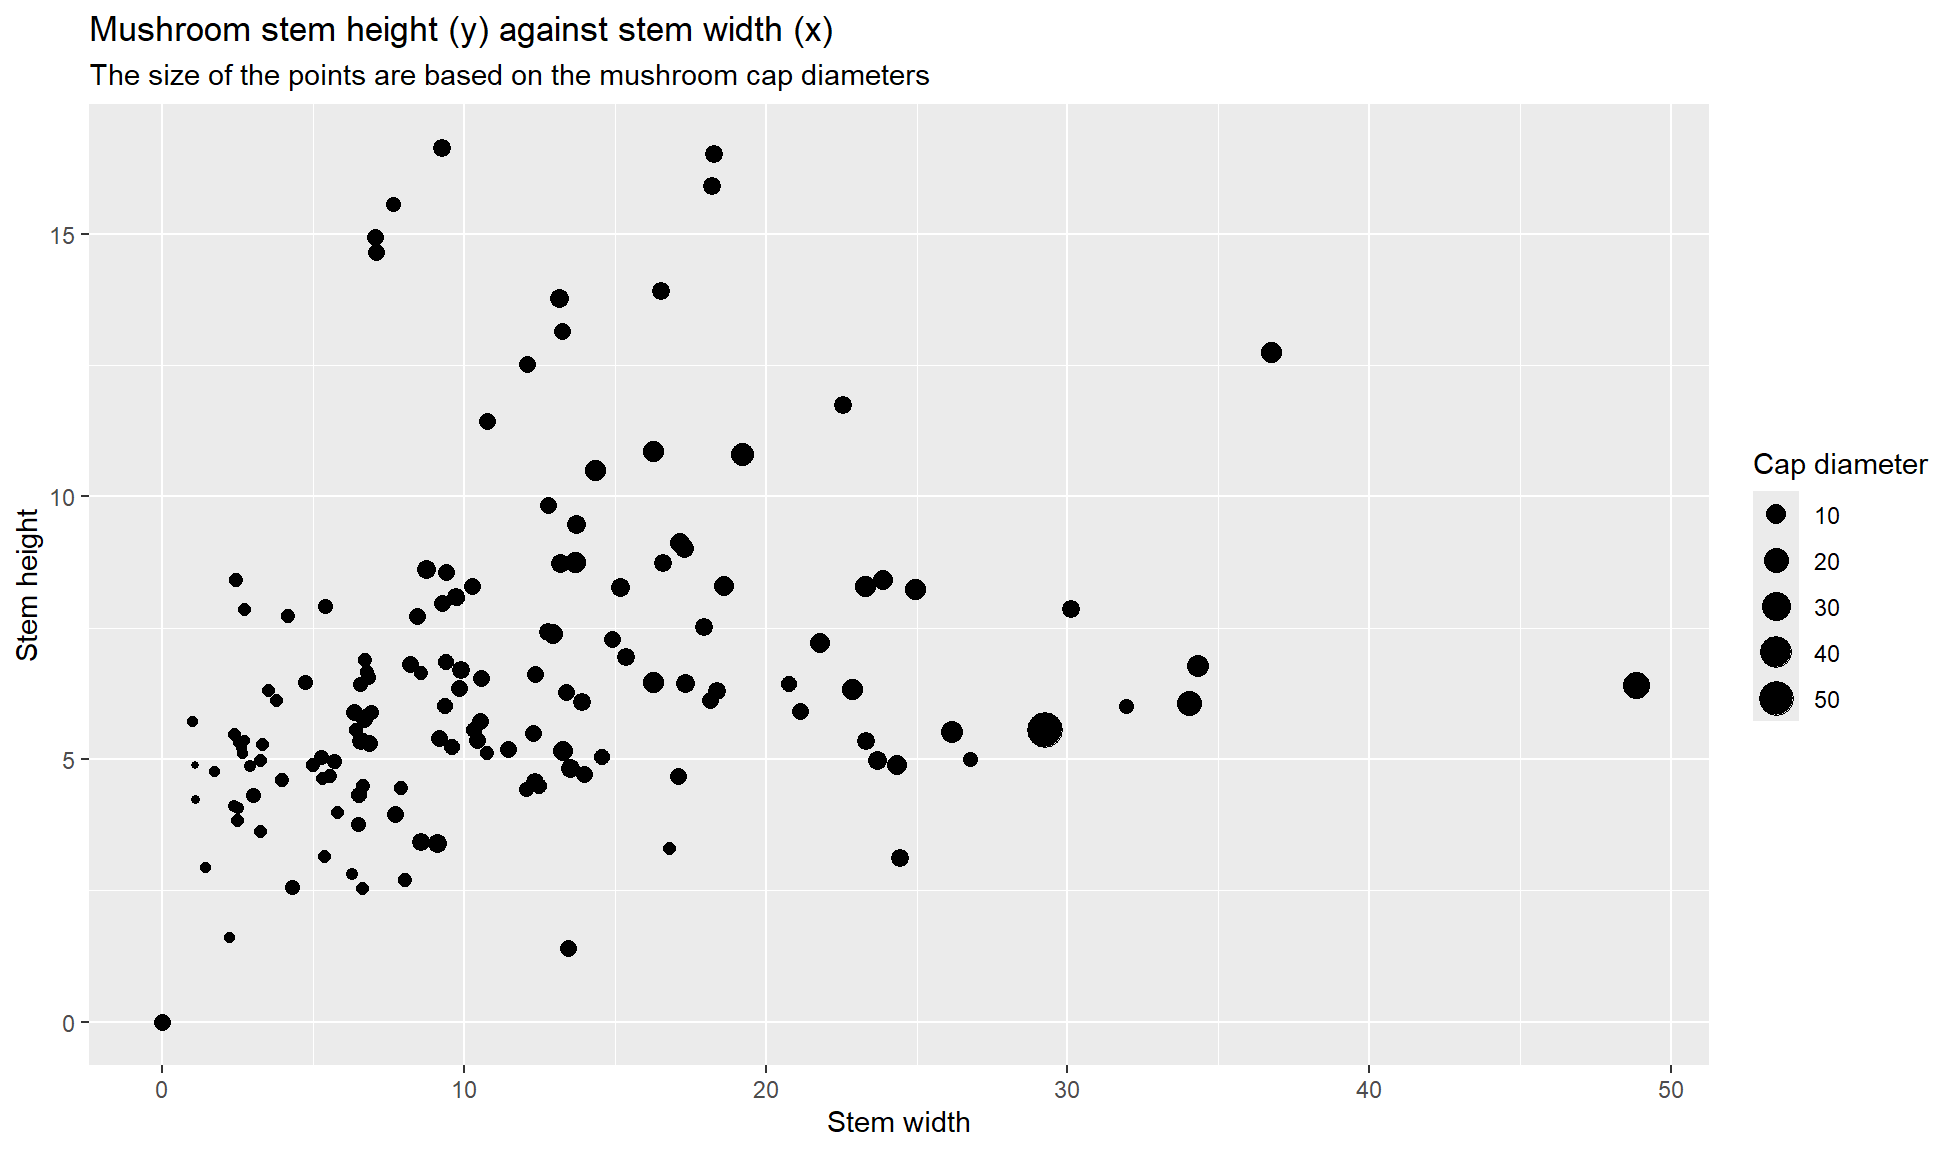 Mushroom stem height (y) against stem width (x)
The size of the points are based on the mushroom cap diameters
15
10
5
0
Stem height
0 10 20 30 40 50
Stem width
Cap diameter
10
20
30
40
50